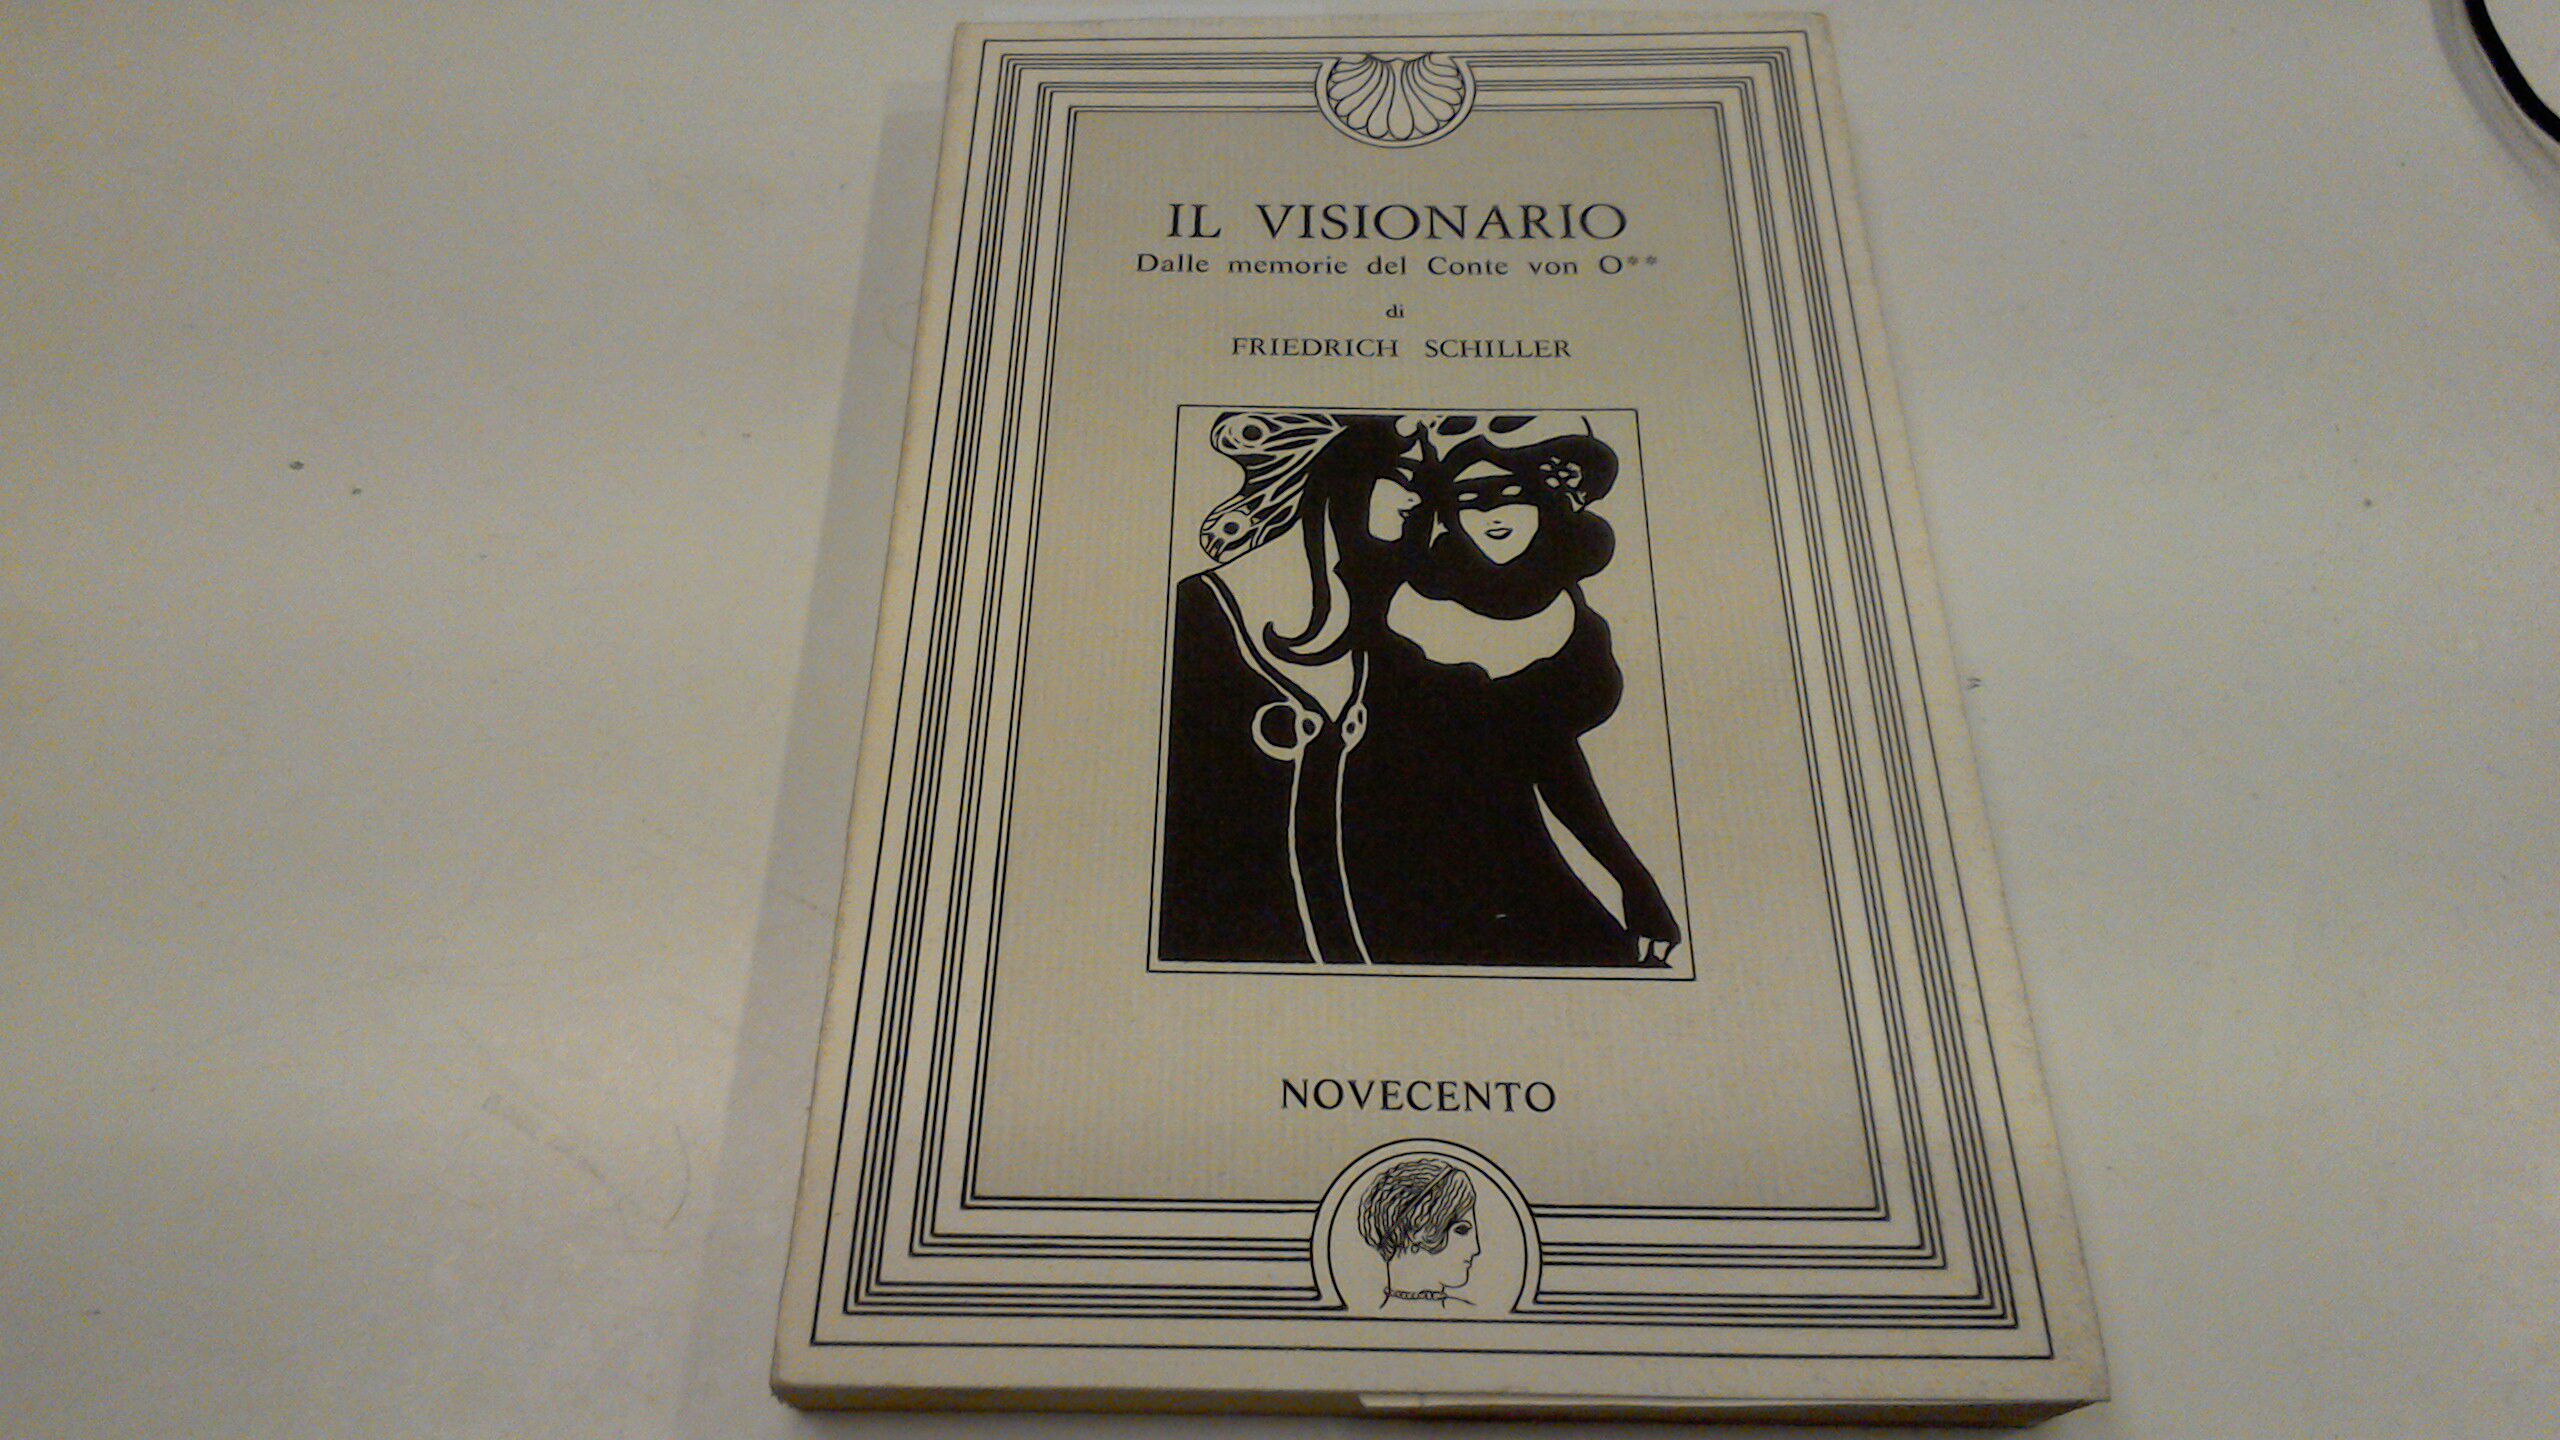 IL VISIONARIO
Dalle memorie del Conte von O**
di
FRIEDRICH SCHILLER
NOVECENTO